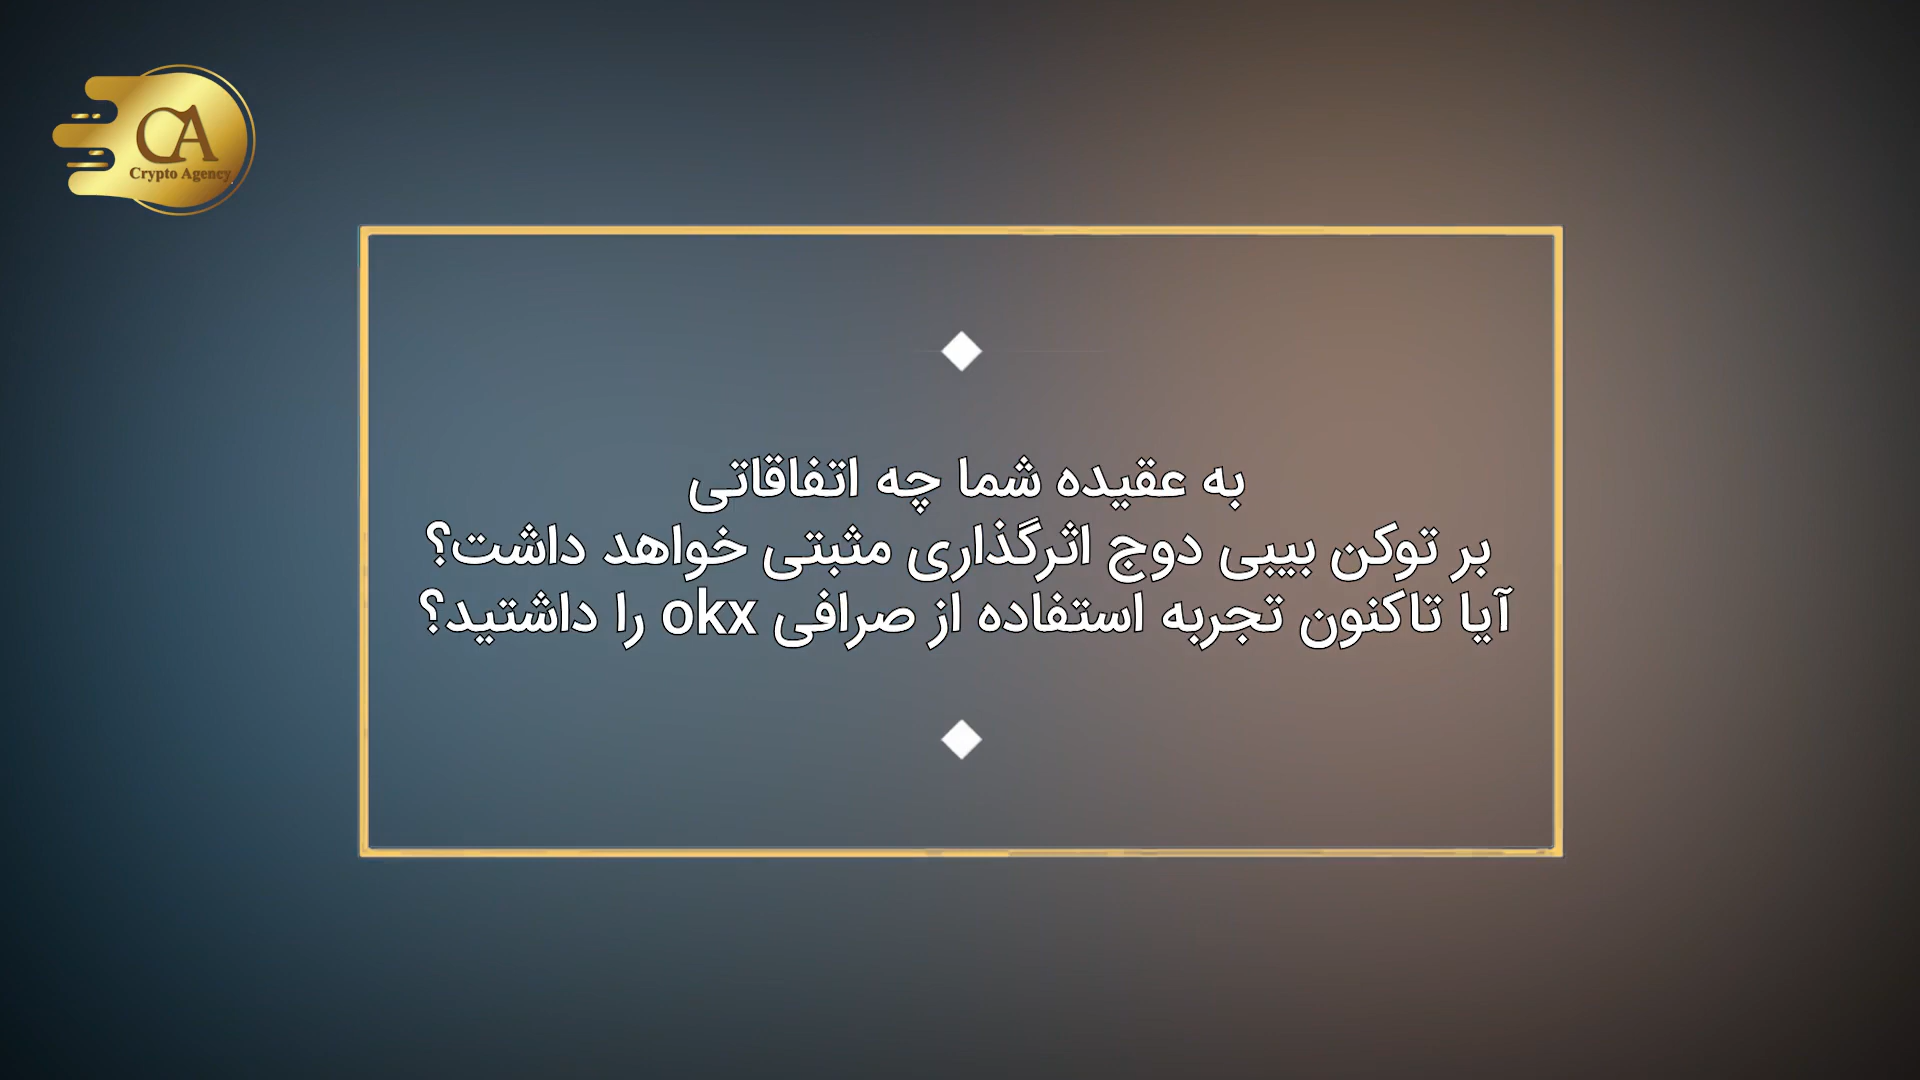 CA
Crypto Agency
به عقیده شما چه اتفاقاتی
بر توکن بیبی دوج اثرگذاری مثبتی خواهد داشت؟
آیا تاکنون تجربه استفاده از صرافی okx را داشتید؟